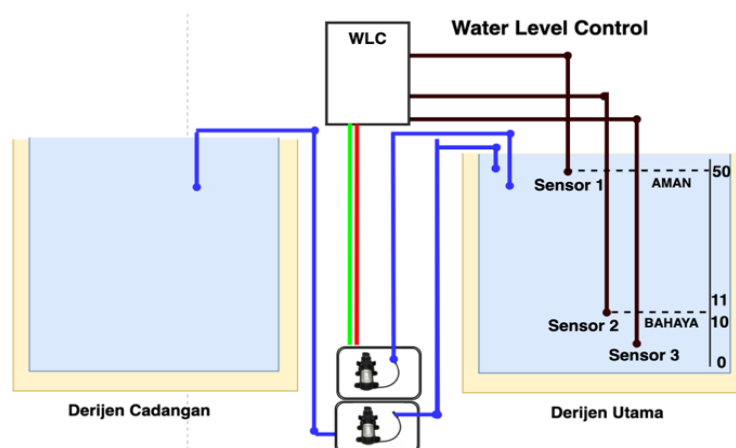 WLC
Water Level Control
Sensor 1
AMAN
50
11
Sensor 2
BAHAYA
10
Sensor 3
0
Derijen Cadangan
Derijen Utama